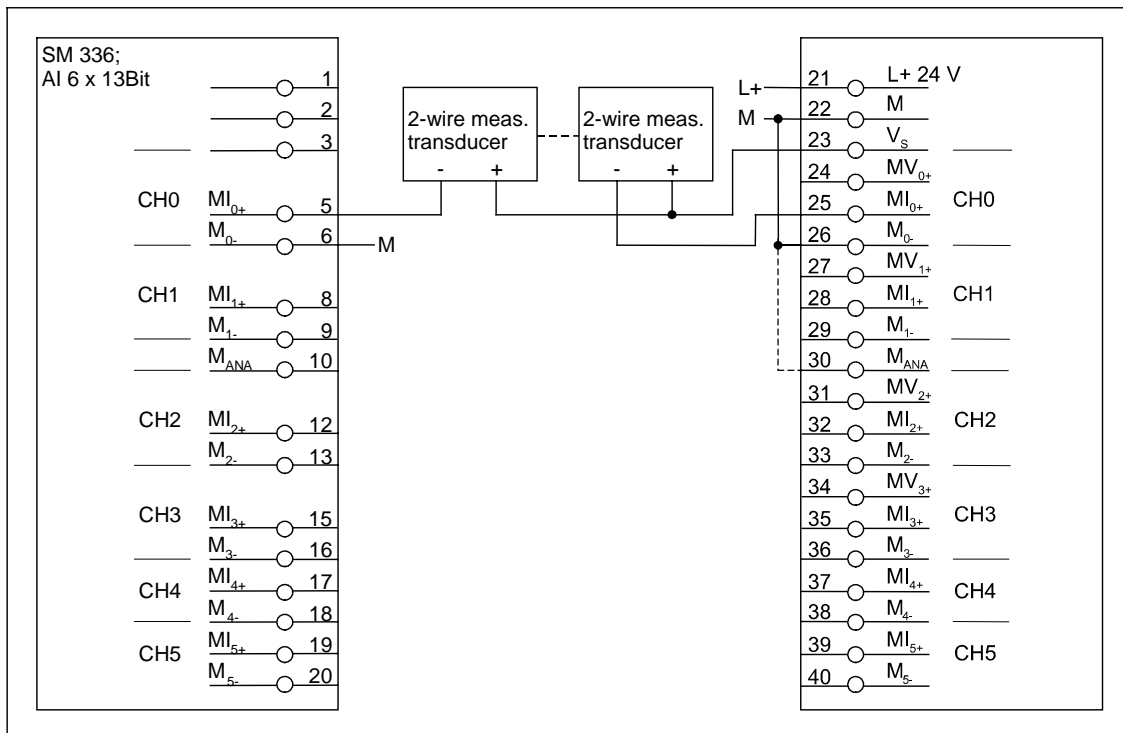 SM 336;
AI 6 x 13Bit
1
2
3
CH0
MI0+
5
M0-
6
M
CH1
MI1+
8
M1-
9
MANA
10
CH2
MI2+
12
M2-
13
CH3
MI3+
15
M3-
16
CH4
MI4+
17
M4-
18
CH5
MI5+
19
M5-
20
2-wire meas.
transducer
- +
2-wire meas.
transducer
- +
L+
M
21
L+ 24 V
22
M
23
VS
24
MV0+
25
MI0+
CH0
26
M0-
27
MV1+
28
MI1+
CH1
29
M1-
30
MANA
31
MV2+
32
MI2+
CH2
33
M2-
34
MV3+
35
MI3+
CH3
36
M3-
37
MI4+
CH4
38
M4-
39
MI5+
CH5
40
M5-